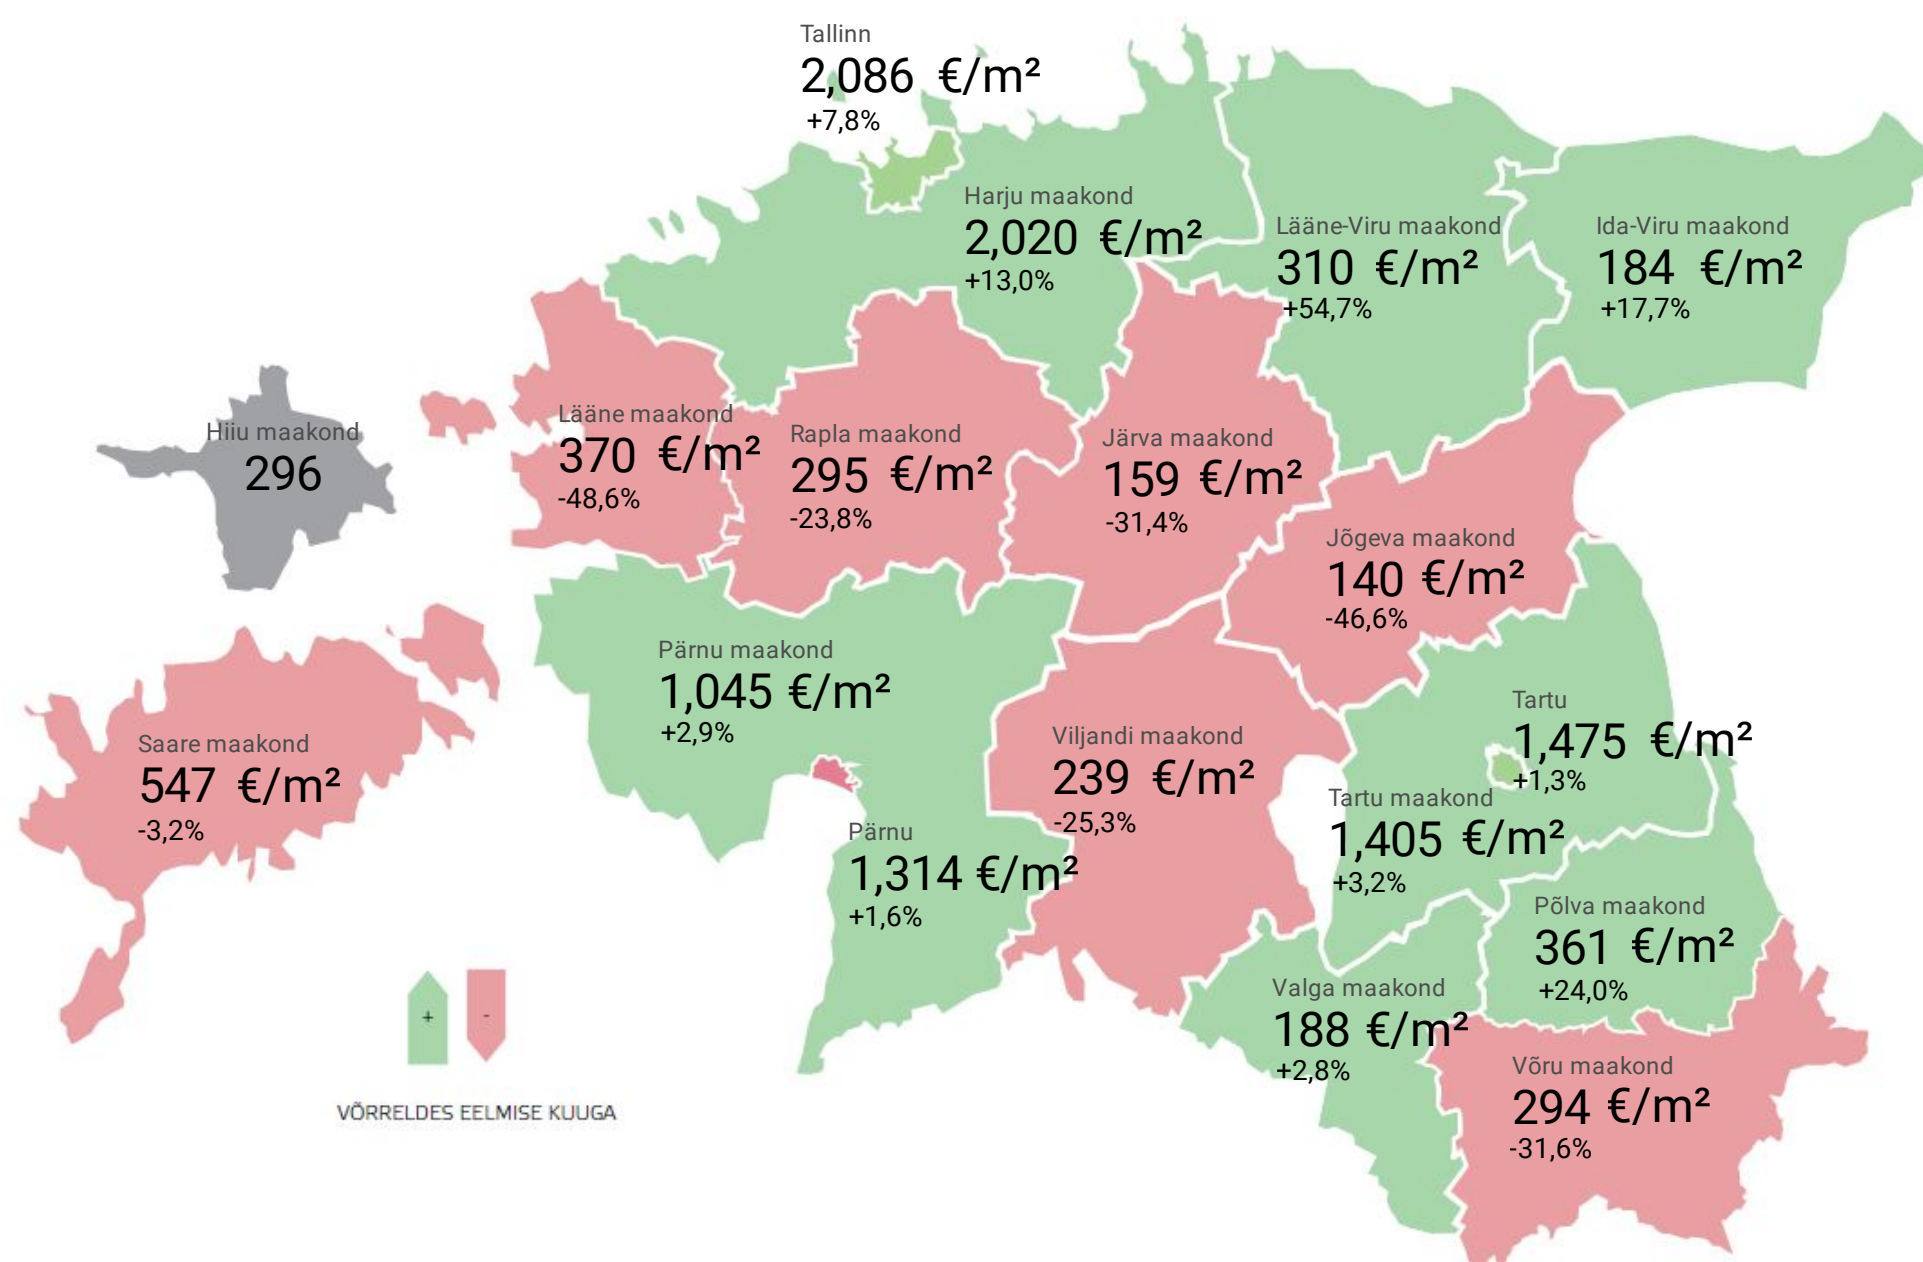 Tallinn
2,086 €/m²
+7,8%
Harju maakond
2,020 €/m²
+13,0%
Lääne-Viru maakond
310 €/m²
+54,7%
Ida-Viru maakond
184 €/m²
+17,7%
Hiiu maakond
296
Lääne maakond
370 €/m²
-48,6%
Rapla maakond
295 €/m²
-23,8%
Järva maakond
159 €/m²
-31,4%
Jõgeva maakond
140 €/m²
-46,6%
Saare maakond
547 €/m²
-3,2%
Pärnu maakond
1,045 €/m²
+2,9%
Pärnu
1,314 €/m²
+1,6%
Viljandi maakond
239 €/m²
-25,3%
Tartu
1,475 €/m²
+1,3%
Tartu maakond
1,405 €/m²
+3,2%
Põlva maakond
361 €/m²
+24,0%
Valga maakond
188 €/m²
+2,8%
Võru maakond
294 €/m²
-31,6%
+ -
VÕRRELDES EELMISE KUUGA